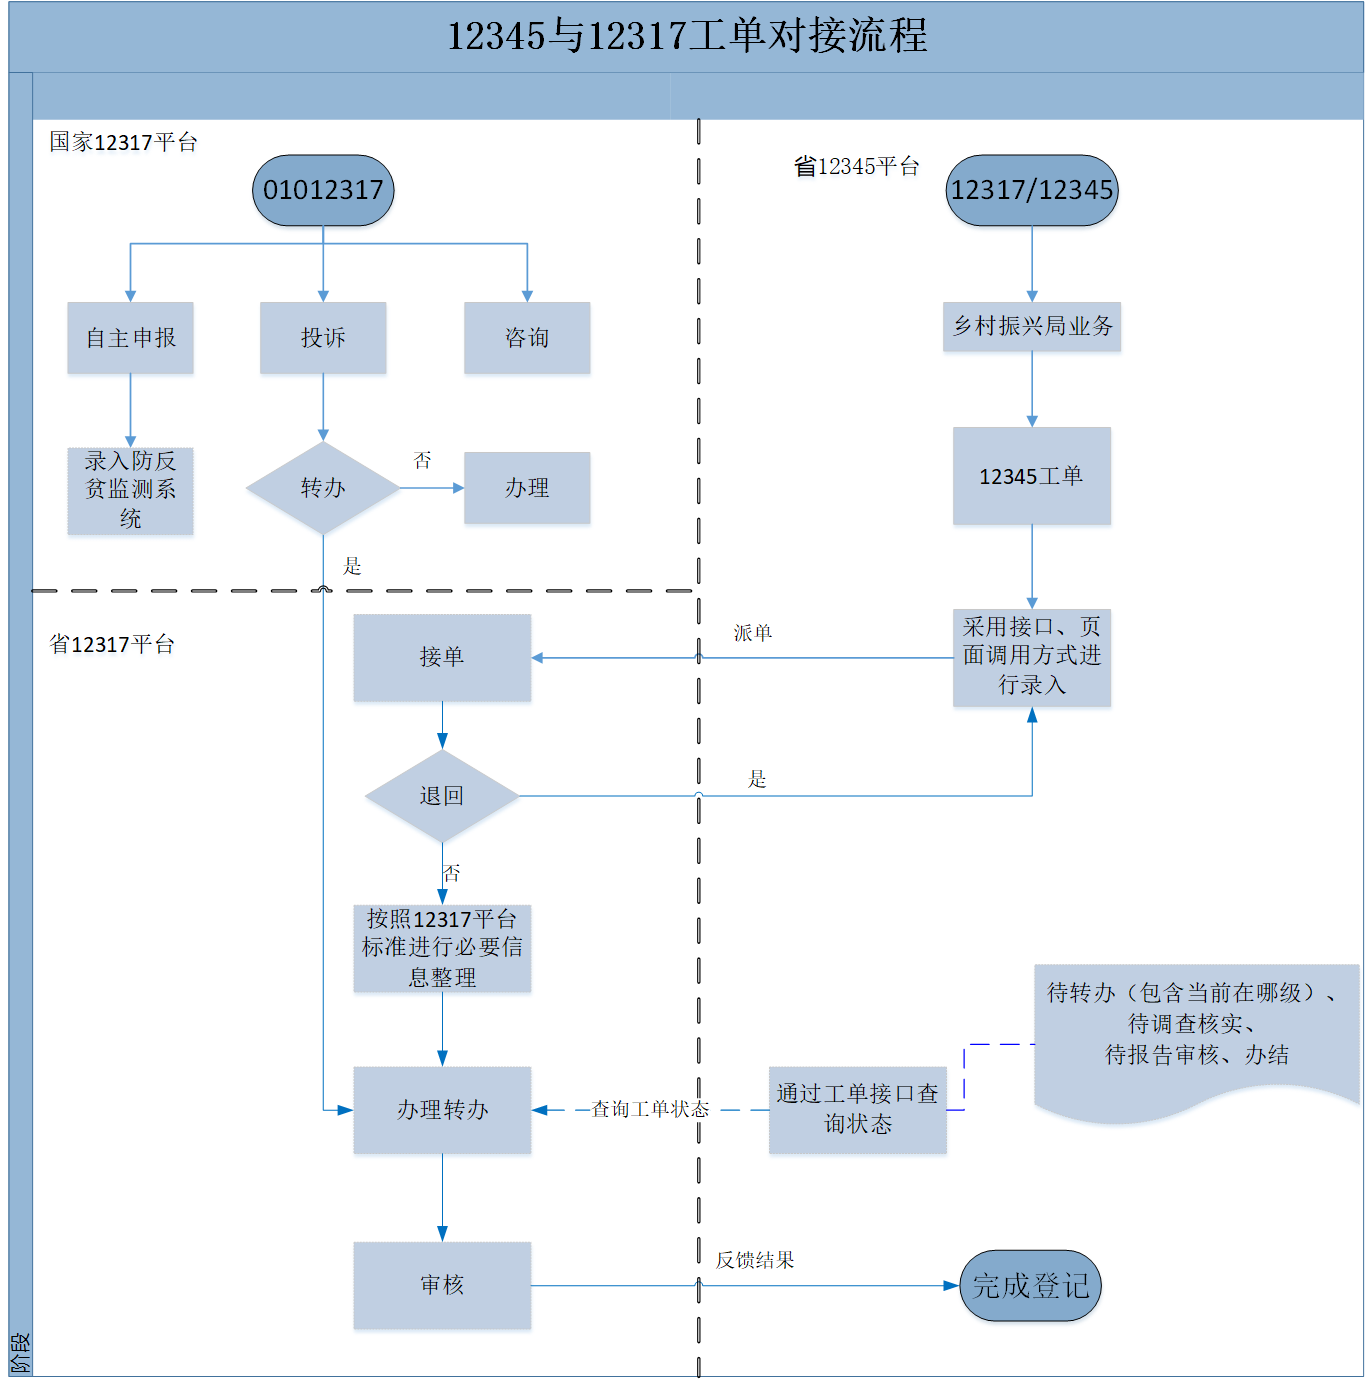 12345与12317工单对接流程
国家12317平台
01012317
自主申报
投诉
咨询
录入防反
贫监测系
统
转办
否
办理
是
省12345平台
12317/12345
乡村振兴局业务
12345工单
采用接口、页
面调用方式进
行录入
派单
省12317平台
接单
退回
是
否
按照12317平台
标准进行必要信
息整理
办理转办
查询工单状态
通过工单接口查
询状态
待转办（包含当前在哪级）、
待调查核实、
待报告审核、办结
审核
反馈结果
完成登记
阶段